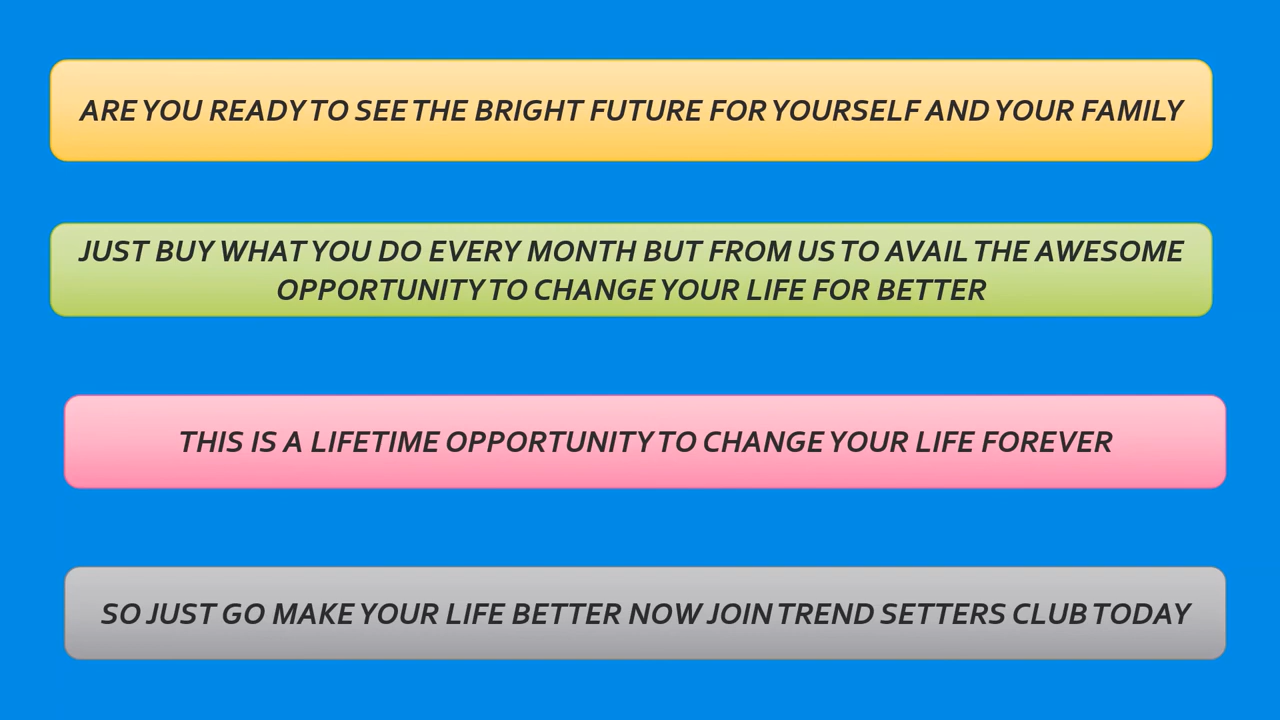 ARE YOU READY TO SEE THE BRIGHT FUTURE FOR YOURSELF AND YOUR FAMILY
JUST BUY WHAT YOU DO EVERY MONTH BUT FROM US TO AVAIL THE AWESOME
OPPORTUNITY TO CHANGE YOUR LIFE FOR BETTER
THIS IS A LIFETIME OPPORTUNITY TO CHANGE YOUR LIFE FOREVER
SO JUST GO MAKE YOUR LIFE BETTER NOW JOIN TREND SETTERS CLUB TODAY